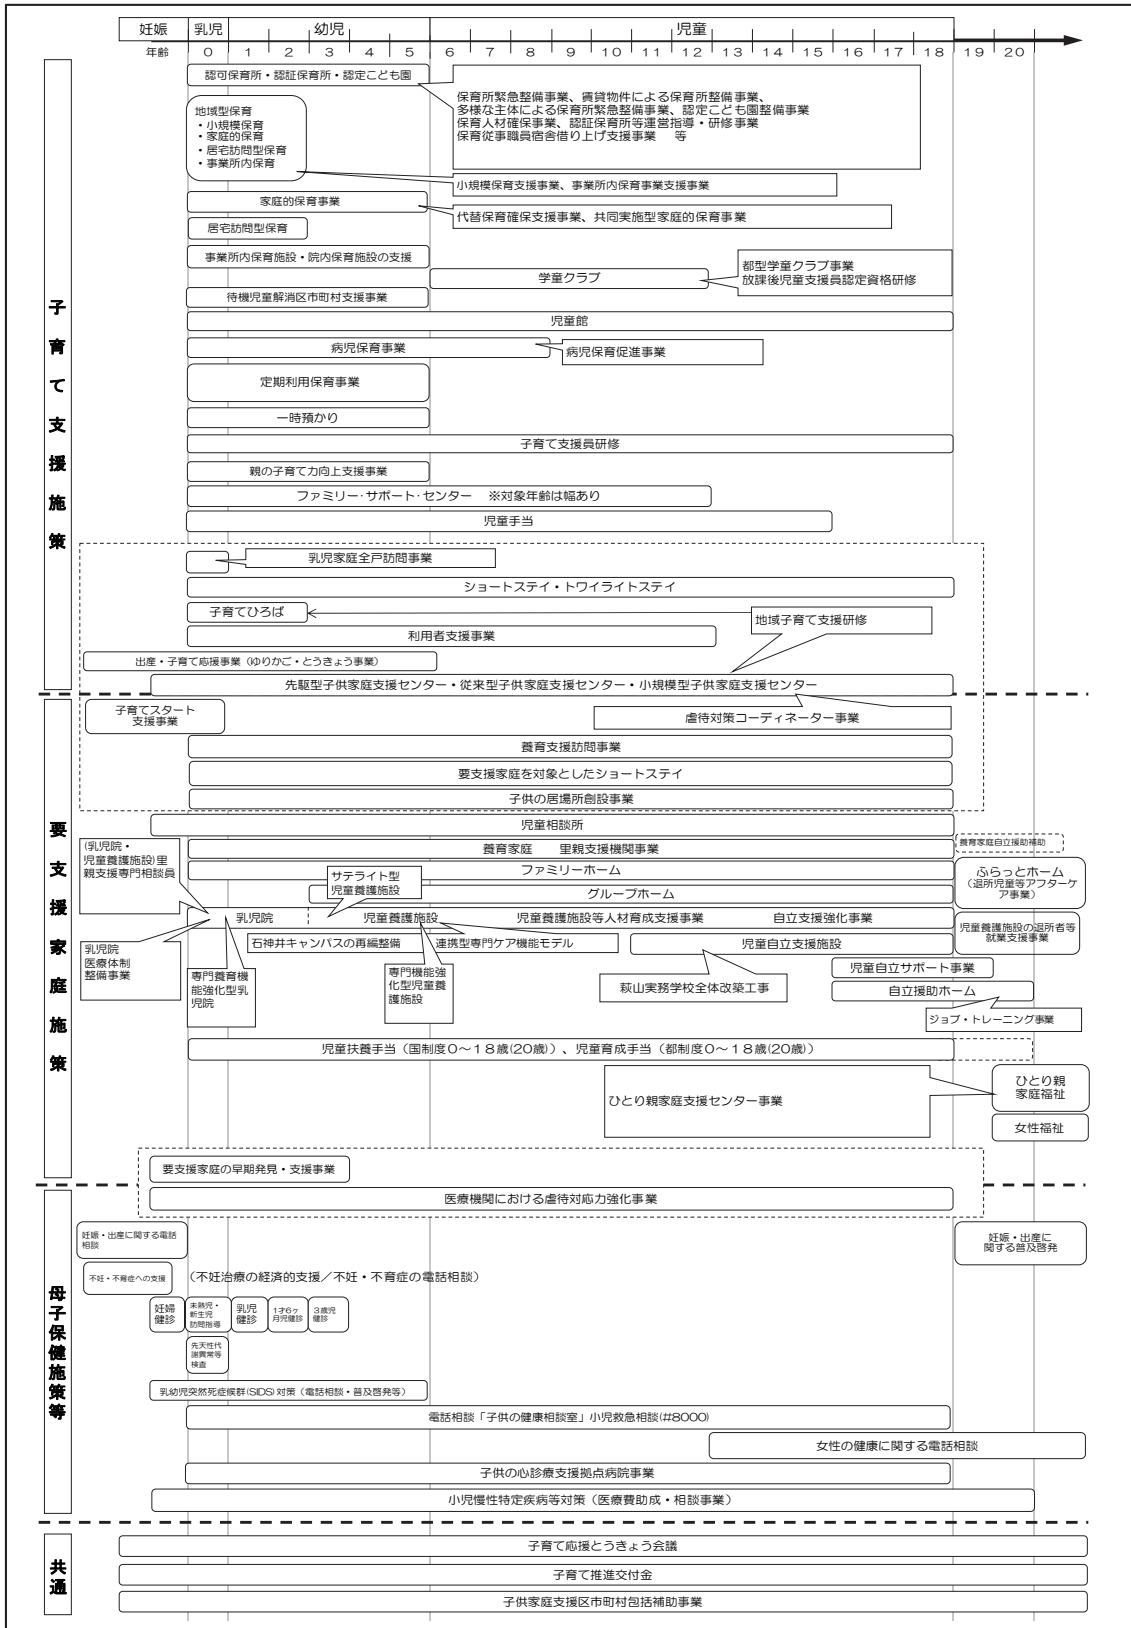 妊娠 乳児 幼児 児童
年齢 0 1 2 3 4 5 6 7 8 9 10 11 12 13 14 15 16 17 18 19 20
子育て支援施策
認可保育所・認証保育所・認定こども園
保育所緊急整備事業、賃貸物件による保育所整備事業、
多様な主体による保育所緊急整備事業、認定こども園整備事業
保育人材確保事業、認証保育所等運営指導・研修事業
保育従事職員宿舎借り上げ支援事業 等
地域型保育
・小規模保育
・家庭的保育
・居宅訪問型保育
・事業所内保育
小規模保育支援事業、事業所内保育事業支援事業
家庭的保育事業
代替保育確保支援事業、共同実施型家庭的保育事業
居宅訪問型保育
事業所内保育施設・院内保育施設の支援
学童クラブ
都型学童クラブ事業
放課後児童支援員認定資格研修
待機児童解消区市町村支援事業
児童館
病児保育事業
病児保育促進事業
定期利用保育事業
一時預かり
子育て支援員研修
親の子育て力向上支援事業
ファミリー・サポート・センター ※対象年齢は幅あり
児童手当
乳児家庭全戸訪問事業
ショートステイ・トワイライトステイ
子育てひろば
地域子育て支援研修
利用者支援事業
出産・子育て応援事業（ゆりかご・とうきょう事業）
先駆型子供家庭支援センター・従来型子供家庭支援センター・小規模型子供家庭支援センター
要支援家庭施策
子育てスタート
支援事業
虐待対策コーディネーター事業
養育支援訪問事業
要支援家庭を対象としたショートステイ
子供の居場所創設事業
児童相談所
(乳児院・
児童養護施設)里
親支援専門相談員
養育家庭 里親支援機関事業
養育家庭自立援助補助
ファミリーホーム
サテライト型
児童養護施設
ふらっとホーム
（退所児童等アフターケ
ア事業）
グループホーム
乳児院 児童養護施設 児童養護施設等人材育成支援事業 自立支援強化事業
児童養護施設の退所者等
就業支援事業
石神井キャンパスの再編整備
連携型専門ケア機能モデル
児童自立支援施設
乳児院
医療体制
整備事業
専門養育機
能強化型乳
児院
専門機能強
化型児童養
護施設
萩山実務学校全体改築工事
児童自立サポート事業
自立援助ホーム
ジョブ・トレーニング事業
児童扶養手当（国制度0～18歳(20歳)）、児童育成手当（都制度0～18歳(20歳)）
ひとり親家庭支援センター事業
ひとり親
家庭福祉
女性福祉
要支援家庭の早期発見・支援事業
医療機関における虐待対応力強化事業
母子保健施策等
妊娠・出産に関する電話
相談
妊娠・出産に
関する普及啓発
不妊・不育症への支援
（不妊治療の経済的支援／不妊・不育症の電話相談）
妊婦
健診
未熟児・
新生児
訪問指導
乳児
健診
1才6ヶ
月児健診
3歳児
健診
先天性代
謝異常等
検査
乳幼児突然死症候群(SIDS)対策（電話相談・普及啓発等）
電話相談「子供の健康相談室」小児救急相談(#8000)
女性の健康に関する電話相談
子供の心診療支援拠点病院事業
小児慢性特定疾病等対策（医療費助成・相談事業）
共通
子育て応援とうきょう会議
子育て推進交付金
子供家庭支援区市町村包括補助事業